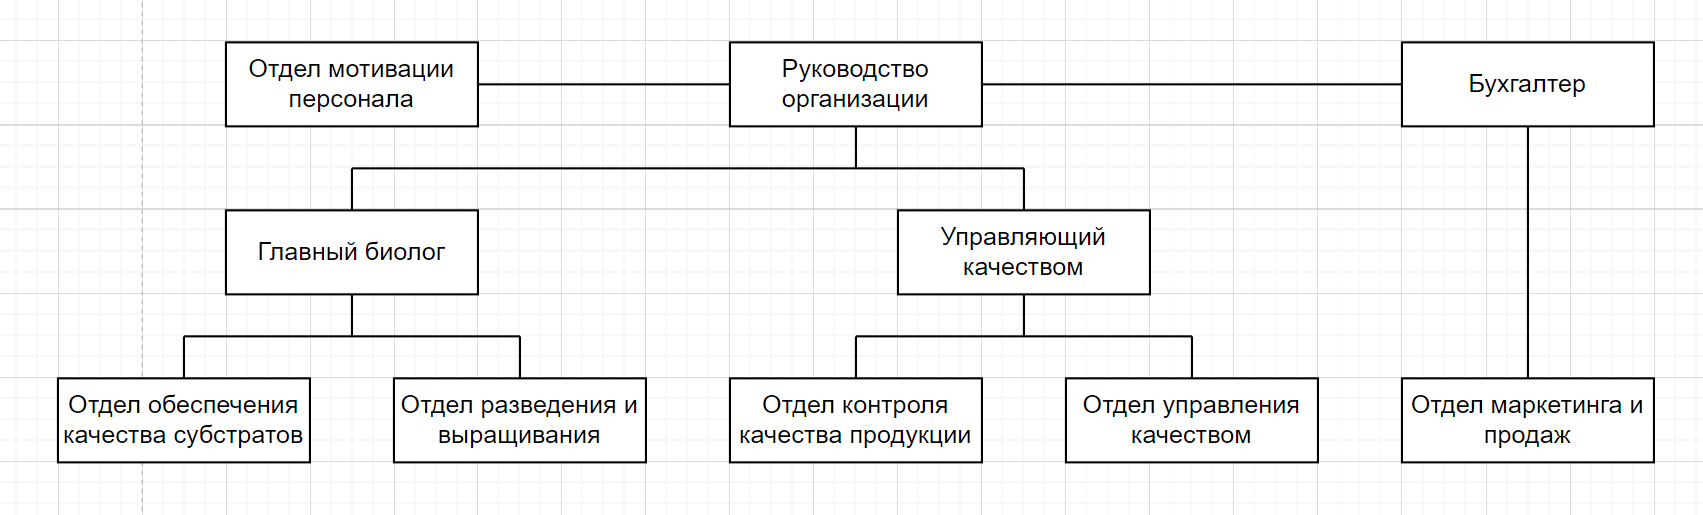 Отдел мотивации
персонала
Руководство
организации
Бухгалтер
Главный биолог
Управляющий
качеством
Отдел обеспечения
качества субстратов
Отдел разведения и
выращивания
Отдел контроля
качества продукции
Отдел управления
качеством
Отдел маркетинга и
продаж